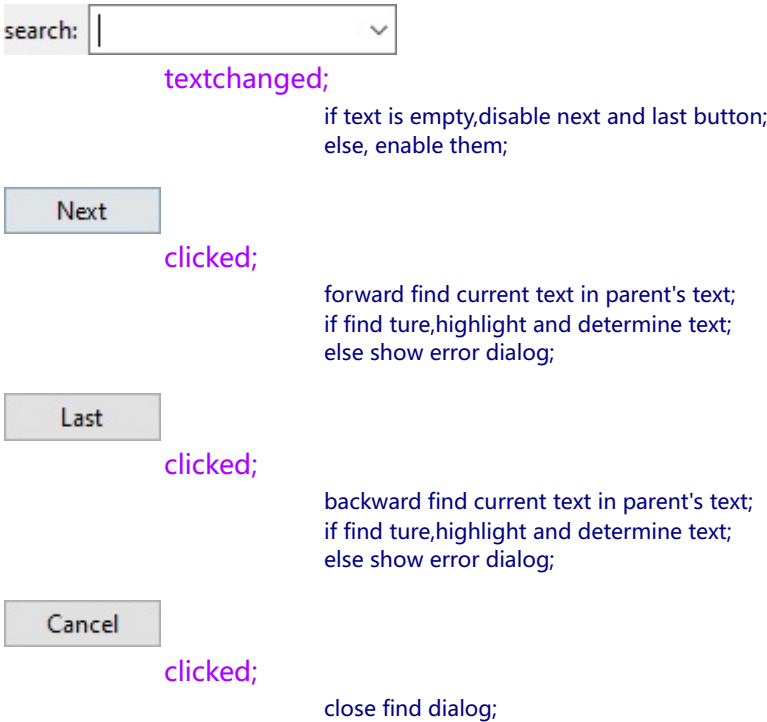 search:
textchanged;
if text is empty,disable next and last button;
else, enable them;
Next
clicked;
forward find current text in parent's text;
if find ture,highlight and determine text;
else show error dialog;
Last
clicked;
backward find current text in parent's text;
if find ture,highlight and determine text;
else show error dialog;
Cancel
clicked;
close find dialog;